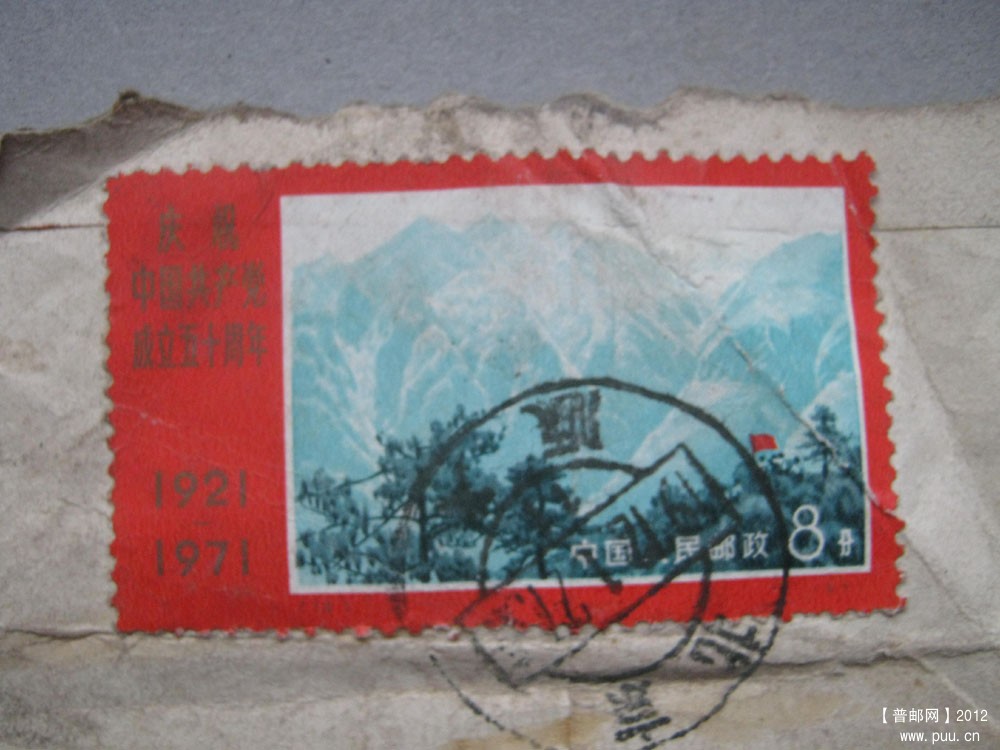 庆祝
中国共产党
成立五十周年
1921
—
1971
中国人民邮政 8分
北
【普邮网】2012
www.puu.cn